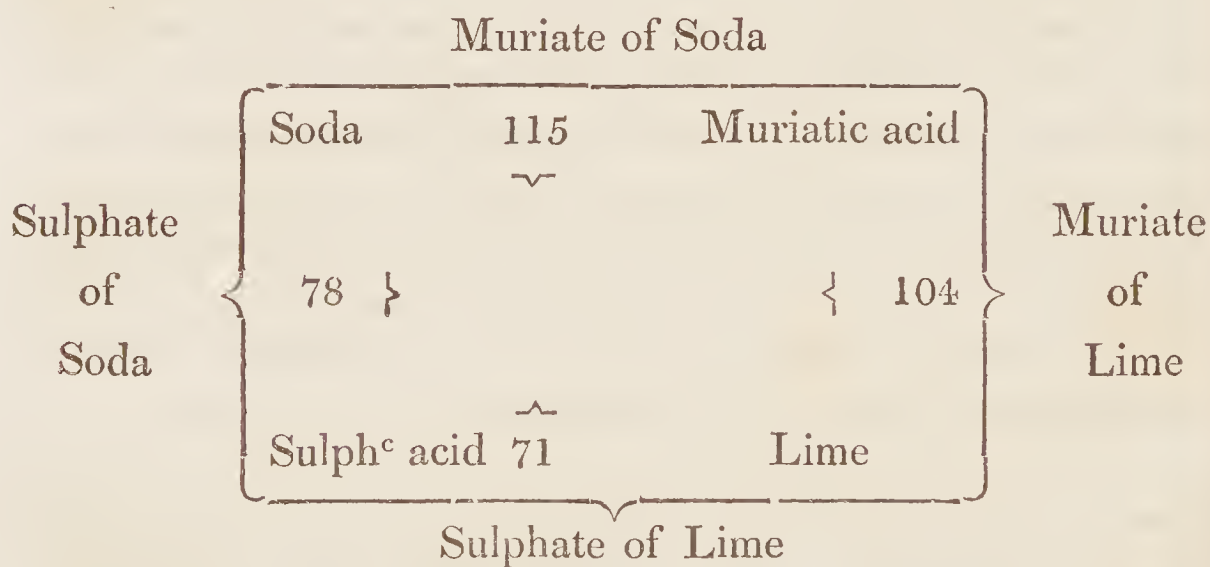 Muriate of Soda
Soda 115 Muriatic acid
Sulphate
of
Soda
78 104
Muriate
of
Lime
Sulphᶜ acid 71 Lime
Sulphate of Lime